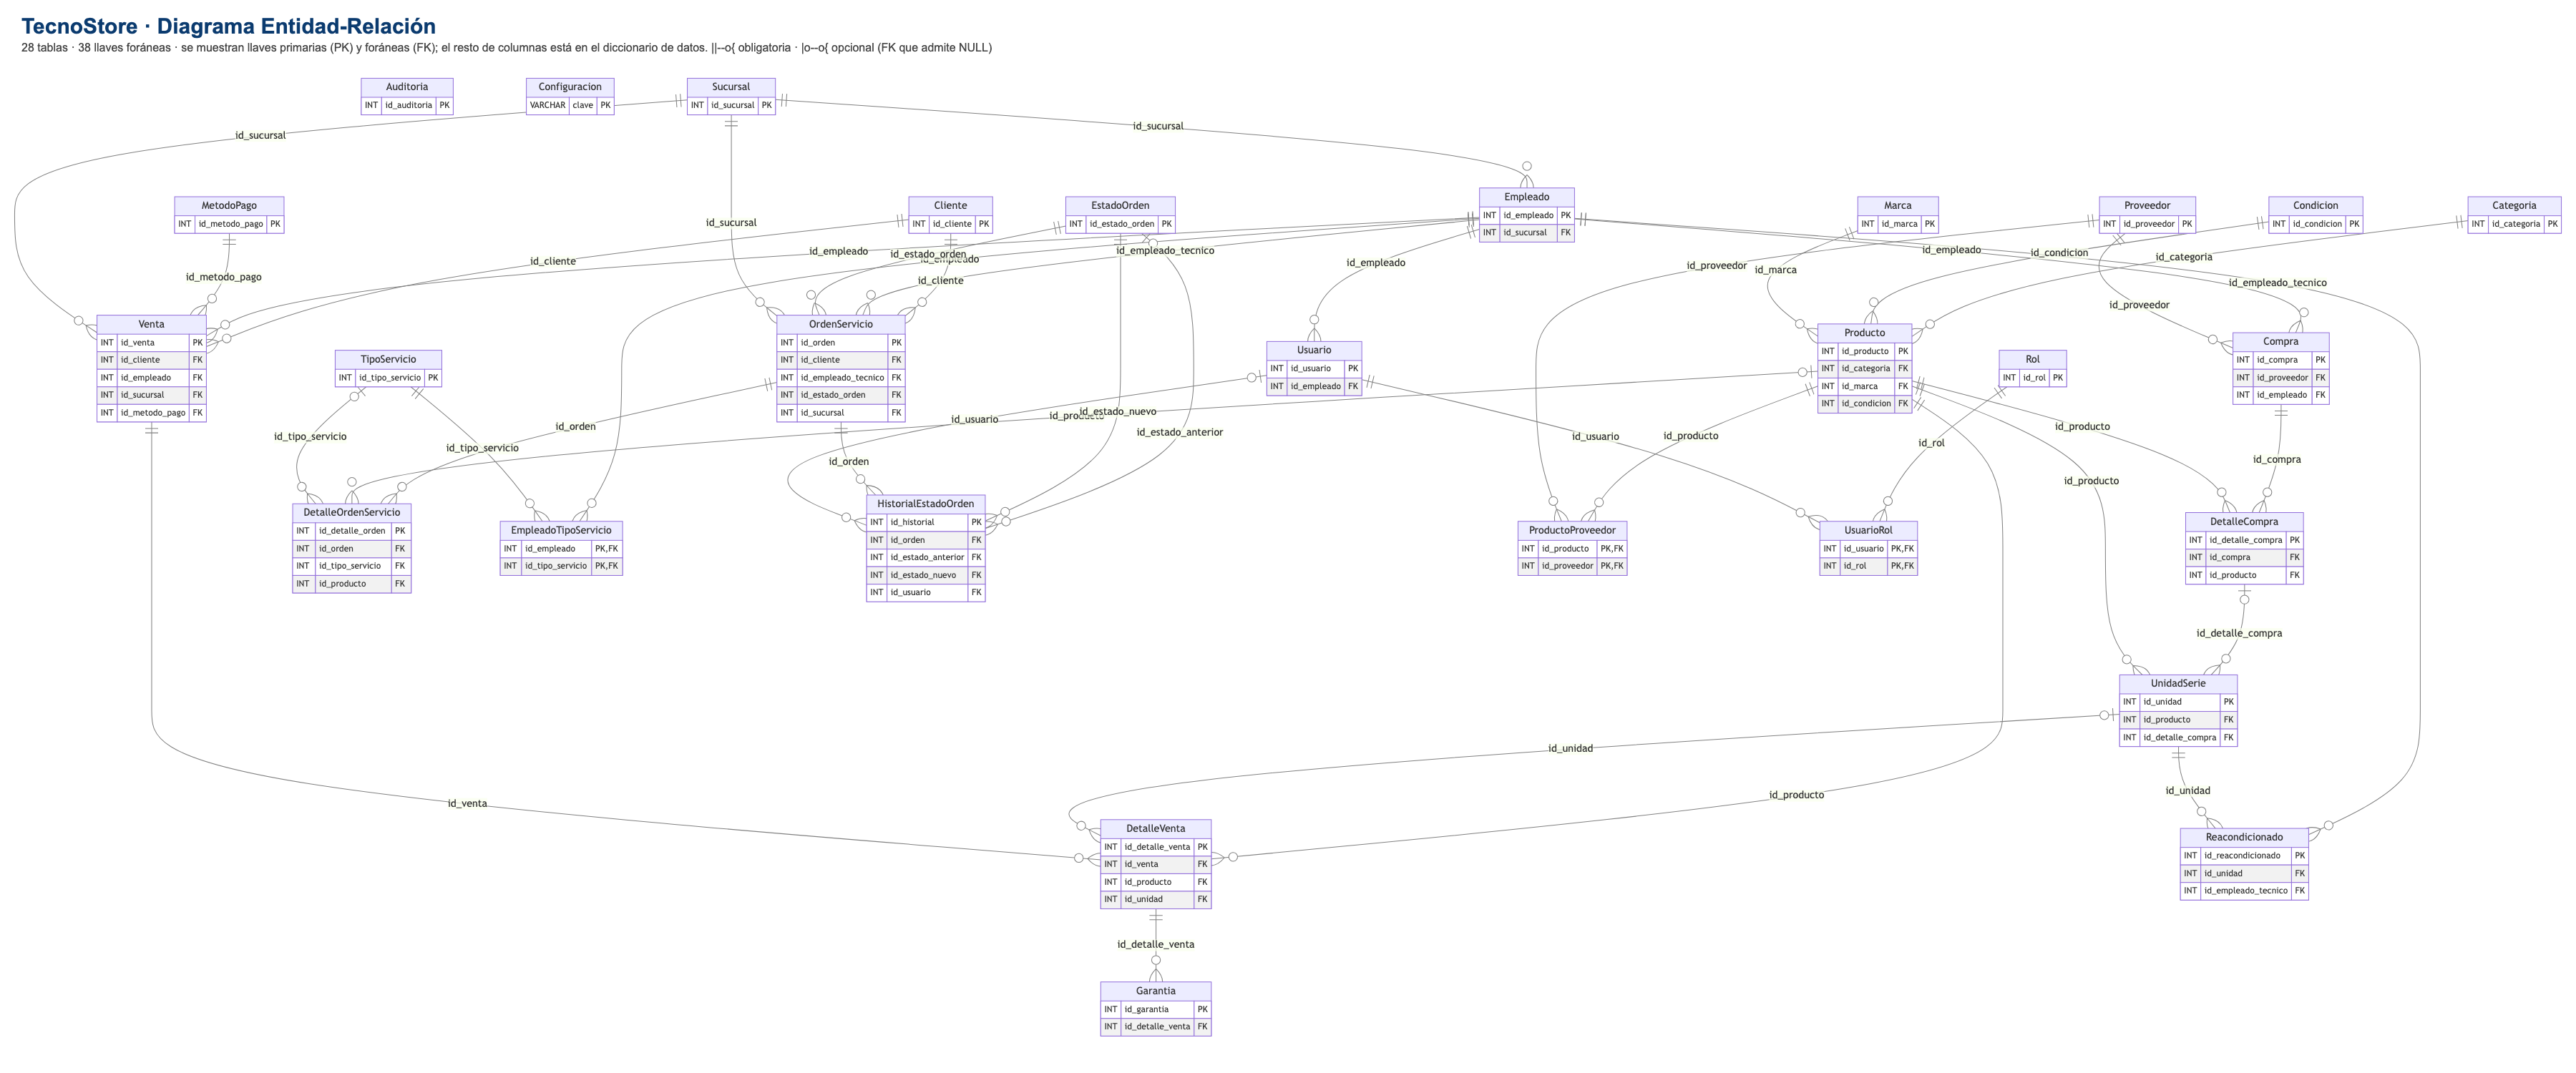 TecnoStore · Diagrama Entidad-Relación
28 tablas · 38 llaves foráneas · se muestran llaves primarias (PK) y foráneas (FK); el resto de columnas está en el diccionario de datos. ||--o{ obligatoria · |o--o{ opcional (FK que admite NULL)
Auditoria
INT id_auditoria PK
Configuracion
VARCHAR clave PK
Sucursal
INT id_sucursal PK
id_sucursal
id_sucursal
id_sucursal
MetodoPago
INT id_metodo_pago PK
Cliente
INT id_cliente PK
EstadoOrden
INT id_estado_orden PK
Empleado
INT id_empleado PK
INT id_sucursal FK
Marca
INT id_marca PK
Proveedor
INT id_proveedor PK
Condicion
INT id_condicion PK
Categoria
INT id_categoria PK
id_metodo_pago
id_cliente
id_empleado
id_estado_orden
id_empleado
id_empleado_tecnico
id_cliente
id_empleado
id_proveedor
id_marca
id_empleado
id_condicion
id_categoria
id_empleado_tecnico
id_proveedor
Venta
INT id_venta PK
INT id_cliente FK
INT id_empleado FK
INT id_sucursal FK
INT id_metodo_pago FK
TipoServicio
INT id_tipo_servicio PK
OrdenServicio
INT id_orden PK
INT id_cliente FK
INT id_empleado_tecnico FK
INT id_estado_orden FK
INT id_sucursal FK
Usuario
INT id_usuario PK
INT id_empleado FK
Producto
INT id_producto PK
INT id_categoria FK
INT id_marca FK
INT id_condicion FK
Rol
INT id_rol PK
Compra
INT id_compra PK
INT id_proveedor FK
INT id_empleado FK
id_tipo_servicio
id_tipo_servicio
id_orden
id_orden
id_usuario
id_producto
id_estado_nuevo
id_estado_anterior
id_usuario
id_producto
id_rol
id_producto
id_compra
id_producto
DetalleOrdenServicio
INT id_detalle_orden PK
INT id_orden FK
INT id_tipo_servicio FK
INT id_producto FK
EmpleadoTipoServicio
INT id_empleado PK,FK
INT id_tipo_servicio PK,FK
HistorialEstadoOrden
INT id_historial PK
INT id_orden FK
INT id_estado_anterior FK
INT id_estado_nuevo FK
INT id_usuario FK
ProductoProveedor
INT id_producto PK,FK
INT id_proveedor PK,FK
UsuarioRol
INT id_usuario PK,FK
INT id_rol PK,FK
DetalleCompra
INT id_detalle_compra PK
INT id_compra FK
INT id_producto FK
id_detalle_compra
UnidadSerie
INT id_unidad PK
INT id_producto FK
INT id_detalle_compra FK
id_unidad
id_unidad
id_venta
id_producto
DetalleVenta
INT id_detalle_venta PK
INT id_venta FK
INT id_producto FK
INT id_unidad FK
Reacondicionado
INT id_reacondicionado PK
INT id_unidad FK
INT id_empleado_tecnico FK
id_detalle_venta
Garantia
INT id_garantia PK
INT id_detalle_venta FK